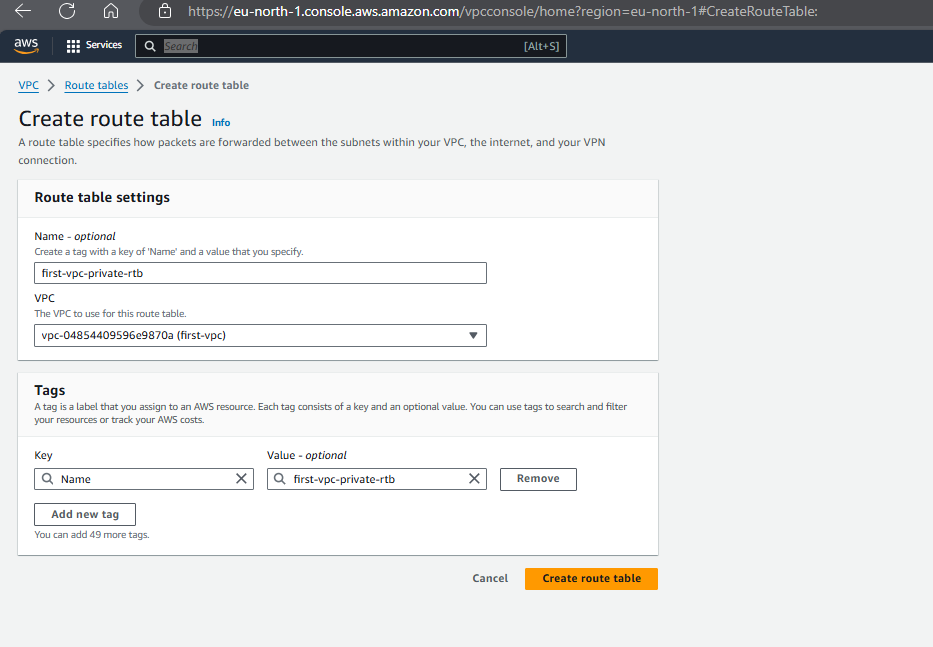 https://eu-north-1.console.aws.amazon.com/vpcconsole/home?region=eu-north-1#CreateRouteTable:
aws Services Search [Alt+S]
VPC Route tables Create route table
Create route table Info
A route table specifies how packets are forwarded between the subnets within your VPC, the internet, and your VPN
connection.
Route table settings
Name - optional
Create a tag with a key of 'Name' and a value that you specify.
first-vpc-private-rtb
VPC
The VPC to use for this route table.
vpc-04854409596e9870a (first-vpc)
Tags
A tag is a label that you assign to an AWS resource. Each tag consists of a key and an optional value. You can use tags to search and filter
your resources or track your AWS costs.
Key Value - optional
Name first-vpc-private-rtb Remove
Add new tag
You can add 49 more tags.
Cancel Create route table